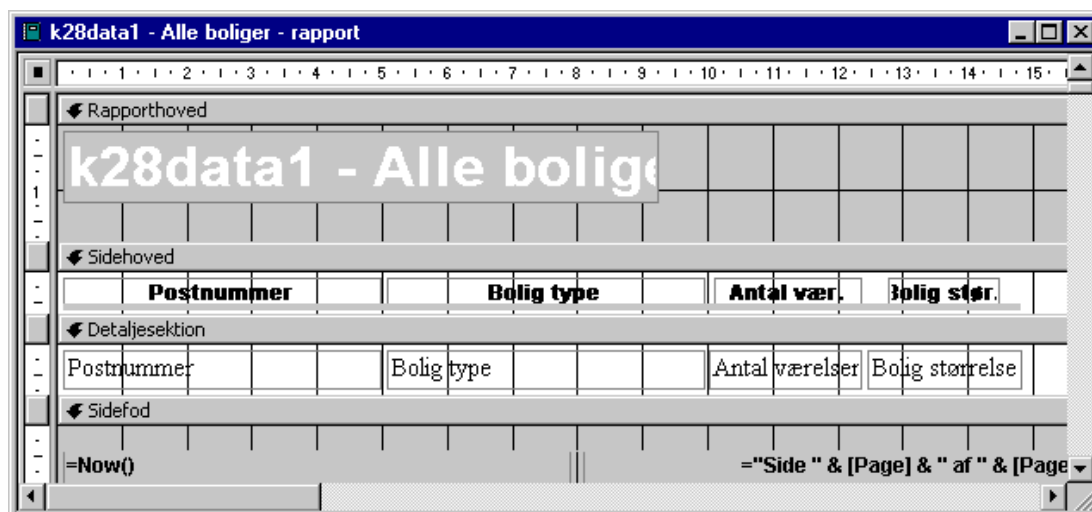 k28data1 - Alle boliger - rapport
1 2 3 4 5 6 7 8 9 10 11 12 13 14 15
Rapporthoved
k28data1 - Alle bolige
1
Sidehoved
Postnummer Bolig type Antal vær. Bolig stør.
Detaljesektion
Postnummer Bolig type Antal værelser Bolig størrelse
Sidefod
=Now() ="Side " & [Page] & " af " & [Page